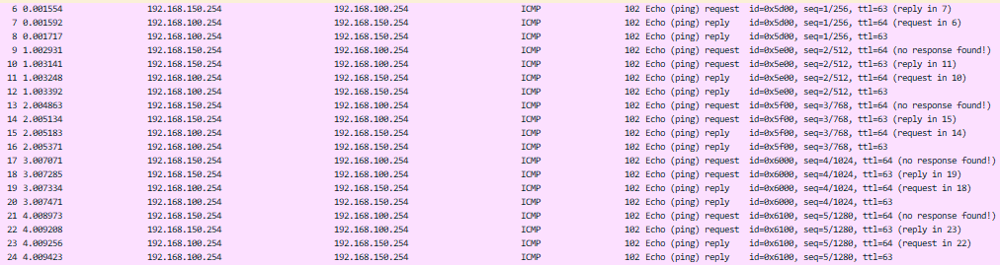 6 0.001554 192.168.150.254 192.168.100.254 ICMP 102 Echo (ping) request id=0x5d00, seq=1/256, ttl=63 (reply in 7)
7 0.001592 192.168.100.254 192.168.150.254 ICMP 102 Echo (ping) reply id=0x5d00, seq=1/256, ttl=64 (request in 6)
8 0.001717 192.168.100.254 192.168.150.254 ICMP 102 Echo (ping) reply id=0x5d00, seq=1/256, ttl=63
9 1.002931 192.168.150.254 192.168.100.254 ICMP 102 Echo (ping) request id=0x5e00, seq=2/512, ttl=64 (no response found!)
10 1.003141 192.168.150.254 192.168.100.254 ICMP 102 Echo (ping) request id=0x5e00, seq=2/512, ttl=63 (reply in 11)
11 1.003248 192.168.100.254 192.168.150.254 ICMP 102 Echo (ping) reply id=0x5e00, seq=2/512, ttl=64 (request in 10)
12 1.003392 192.168.100.254 192.168.150.254 ICMP 102 Echo (ping) reply id=0x5e00, seq=2/512, ttl=63
13 2.004863 192.168.150.254 192.168.100.254 ICMP 102 Echo (ping) request id=0x5f00, seq=3/768, ttl=64 (no response found!)
14 2.005134 192.168.150.254 192.168.100.254 ICMP 102 Echo (ping) request id=0x5f00, seq=3/768, ttl=63 (reply in 15)
15 2.005183 192.168.100.254 192.168.150.254 ICMP 102 Echo (ping) reply id=0x5f00, seq=3/768, ttl=64 (request in 14)
16 2.005371 192.168.100.254 192.168.150.254 ICMP 102 Echo (ping) reply id=0x5f00, seq=3/768, ttl=63
17 3.007071 192.168.150.254 192.168.100.254 ICMP 102 Echo (ping) request id=0x6000, seq=4/1024, ttl=64 (no response found!)
18 3.007285 192.168.150.254 192.168.100.254 ICMP 102 Echo (ping) request id=0x6000, seq=4/1024, ttl=63 (reply in 19)
19 3.007334 192.168.100.254 192.168.150.254 ICMP 102 Echo (ping) reply id=0x6000, seq=4/1024, ttl=64 (request in 18)
20 3.007471 192.168.100.254 192.168.150.254 ICMP 102 Echo (ping) reply id=0x6000, seq=4/1024, ttl=63
21 4.008973 192.168.150.254 192.168.100.254 ICMP 102 Echo (ping) request id=0x6100, seq=5/1280, ttl=64 (no response found!)
22 4.009208 192.168.150.254 192.168.100.254 ICMP 102 Echo (ping) request id=0x6100, seq=5/1280, ttl=63 (reply in 23)
23 4.009256 192.168.100.254 192.168.150.254 ICMP 102 Echo (ping) reply id=0x6100, seq=5/1280, ttl=64 (request in 22)
24 4.009423 192.168.100.254 192.168.150.254 ICMP 102 Echo (ping) reply id=0x6100, seq=5/1280, ttl=63